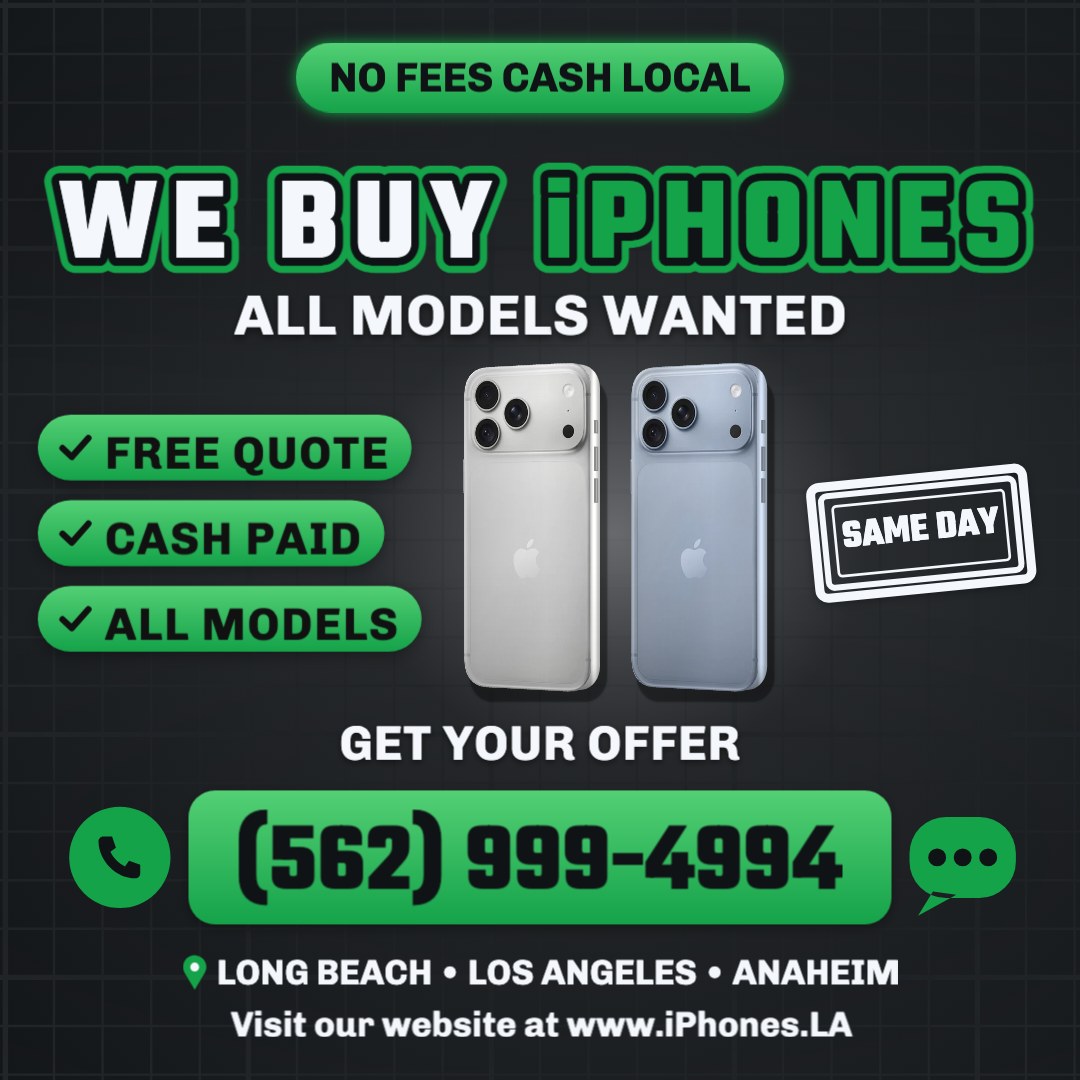 NO FEES CASH LOCAL
WE BUY iPHONES
ALL MODELS WANTED
FREE QUOTE
CASH PAID
ALL MODELS
SAME DAY
GET YOUR OFFER
(562) 999-4994
LONG BEACH • LOS ANGELES • ANAHEIM
Visit our website at www.iPhones.LA